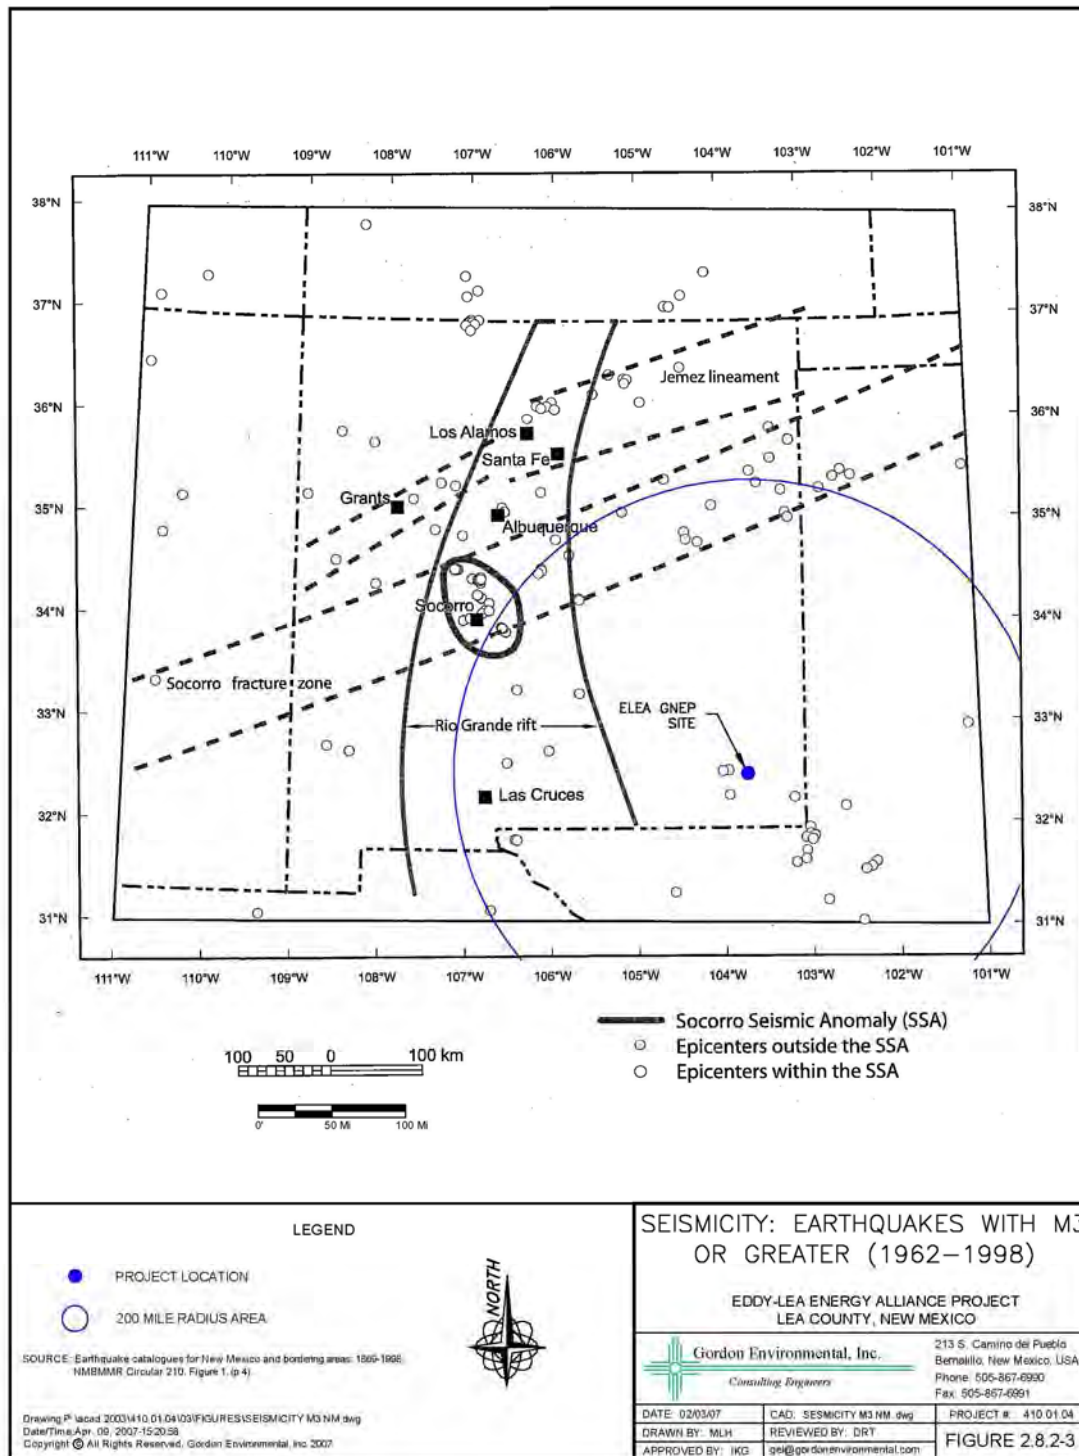 111°W 110°W 109°W 108°W 107°W 106°W 105°W 104°W 103°W 102°W 101°W
38°N 38°N
37°N 37°N
Jemez lineament
36°N 36°N
Los Alamos
Santa Fe
Grants
35°N 35°N
Albuquerque
34°N 34°N
Socorro
Socorro fracture zone
33°N 33°N
Rio Grande rift
ELEA GNEP
SITE
32°N 32°N
Las Cruces
31°N 31°N
111°W 110°W 109°W 108°W 107°W 106°W 105°W 104°W 103°W 102°W 101°W
Socorro Seismic Anomaly (SSA)
Epicenters outside the SSA
Epicenters within the SSA
100 50 0 100 km
0' 50 Mi 100 Mi
LEGEND
PROJECT LOCATION
200 MILE RADIUS AREA
NORTH
SOURCE: Earthquake catalogues for New Mexico and bordering areas: 1869-1998
NMBMMR Circular 210. Figure 1. (p 4)
Drawing P:\acad 2003\410.01.04\03\FIGURES\SEISMICITY M3 NM.dwg
Date/Time:Apr. 09, 2007-15:20:58
Copyright © All Rights Reserved, Gordon Environmental, Inc. 2007
SEISMICITY: EARTHQUAKES WITH M3
OR GREATER (1962-1998)
EDDY-LEA ENERGY ALLIANCE PROJECT
LEA COUNTY, NEW MEXICO
Gordon Environmental, Inc.
Consulting Engineers
213 S. Camino del Pueblo
Bernalillo, New Mexico, USA
Phone: 505-867-6990
Fax: 505-867-6991
DATE: 02/03/07 CAD: SESMICITY M3 NM.dwg PROJECT #: 410.01.04
DRAWN BY: MLH REVIEWED BY: DRT
APPROVED BY: IKG gei@gordonenvironmental.com
FIGURE 2.8.2-3